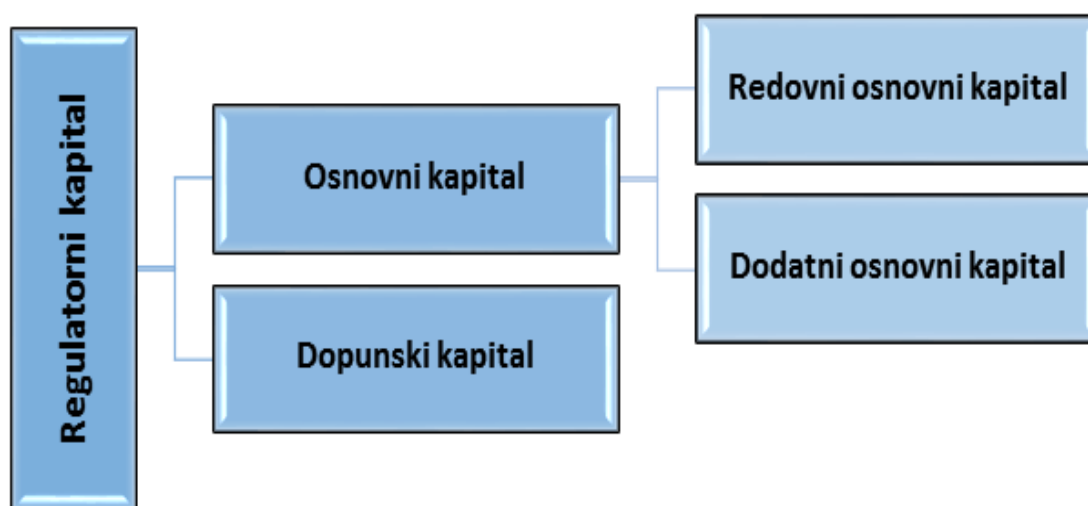 Regulatorni kapital
Osnovni kapital
Dopunski kapital
Redovni osnovni kapital
Dodatni osnovni kapital